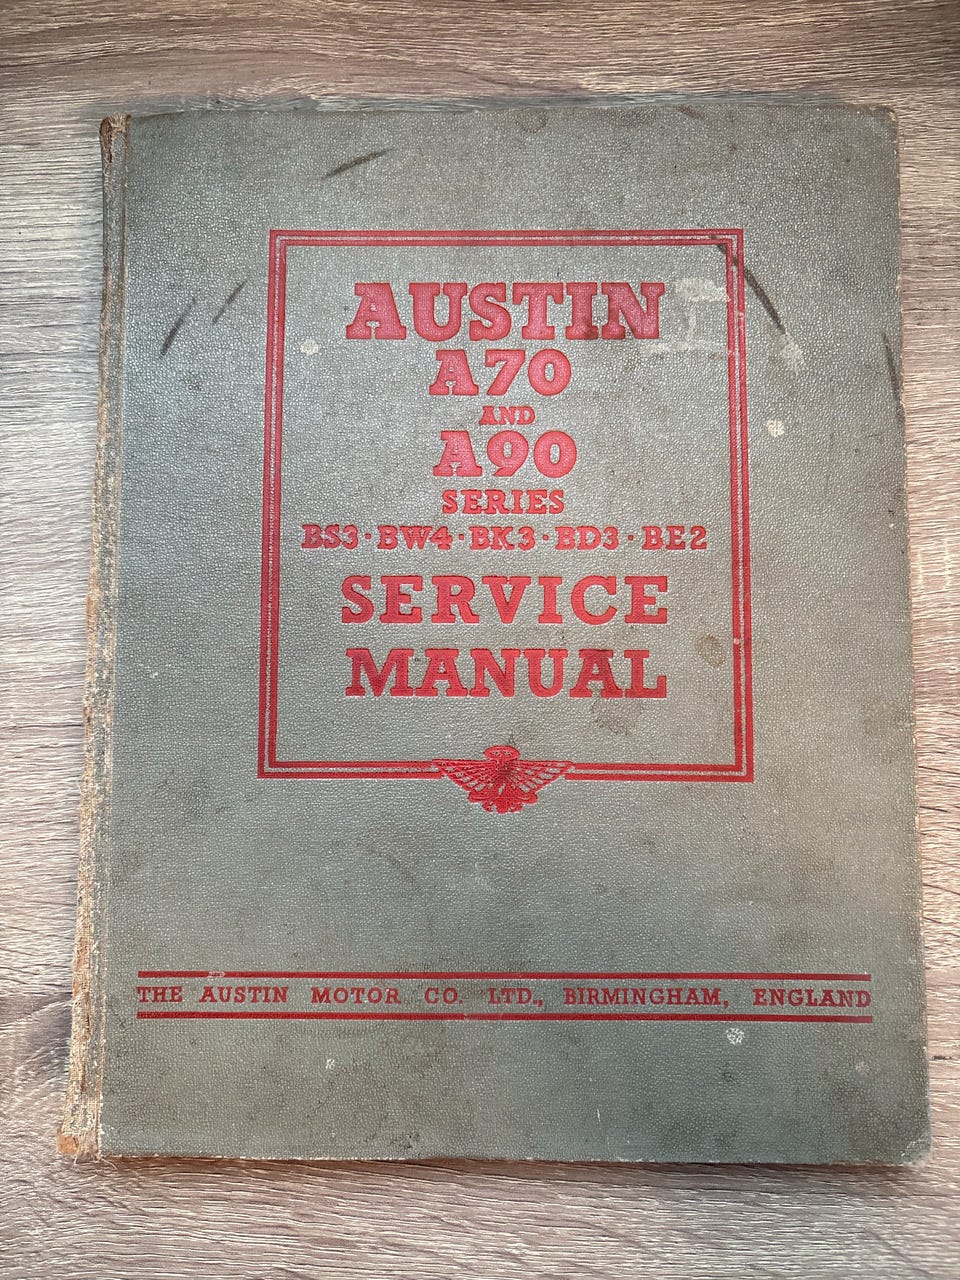 AUSTIN
A70
AND
A90
SERIES
BS3·BW4·BK3·BD3·BE2
SERVICE
MANUAL
THE AUSTIN MOTOR CO. LTD., BIRMINGHAM, ENGLAND